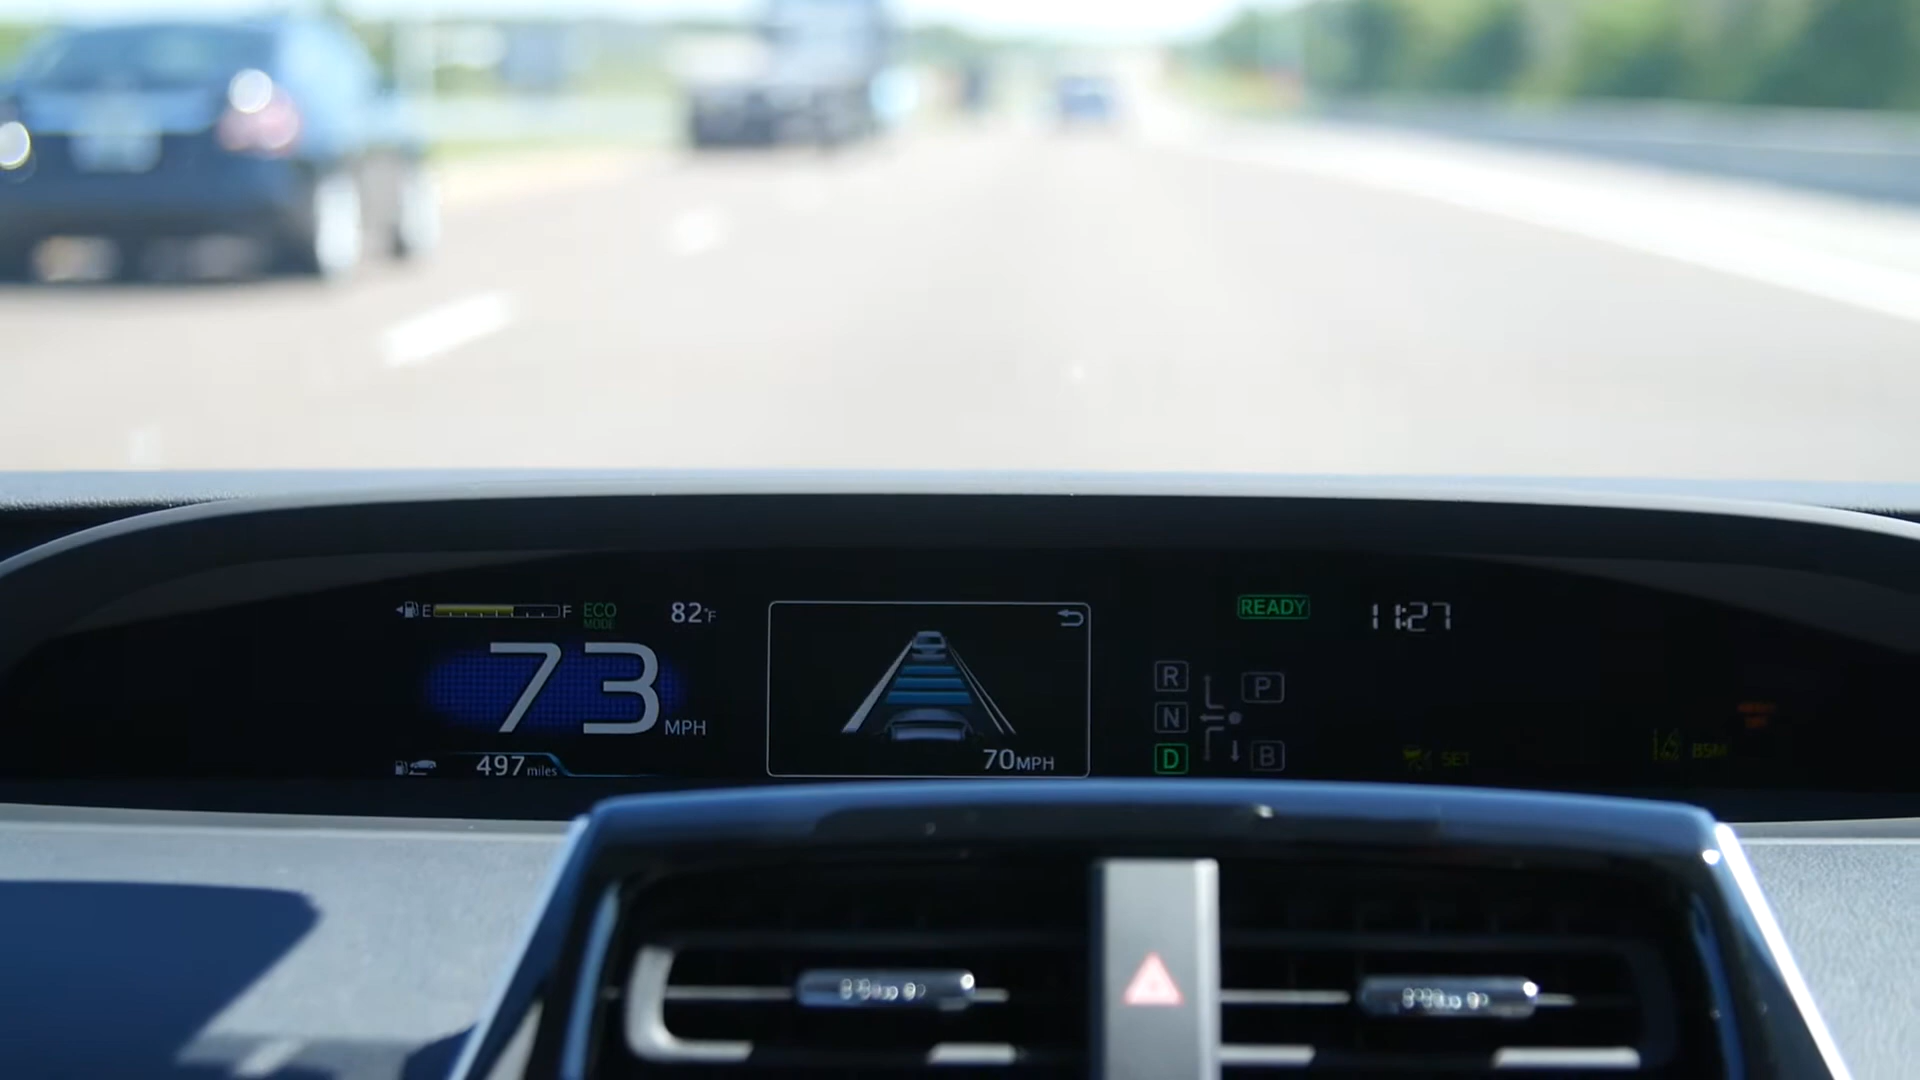 E F ECO 82°F
MODE
73 MPH
497 miles
70MPH
READY 11:27
R P
N
D B
SET
BSM